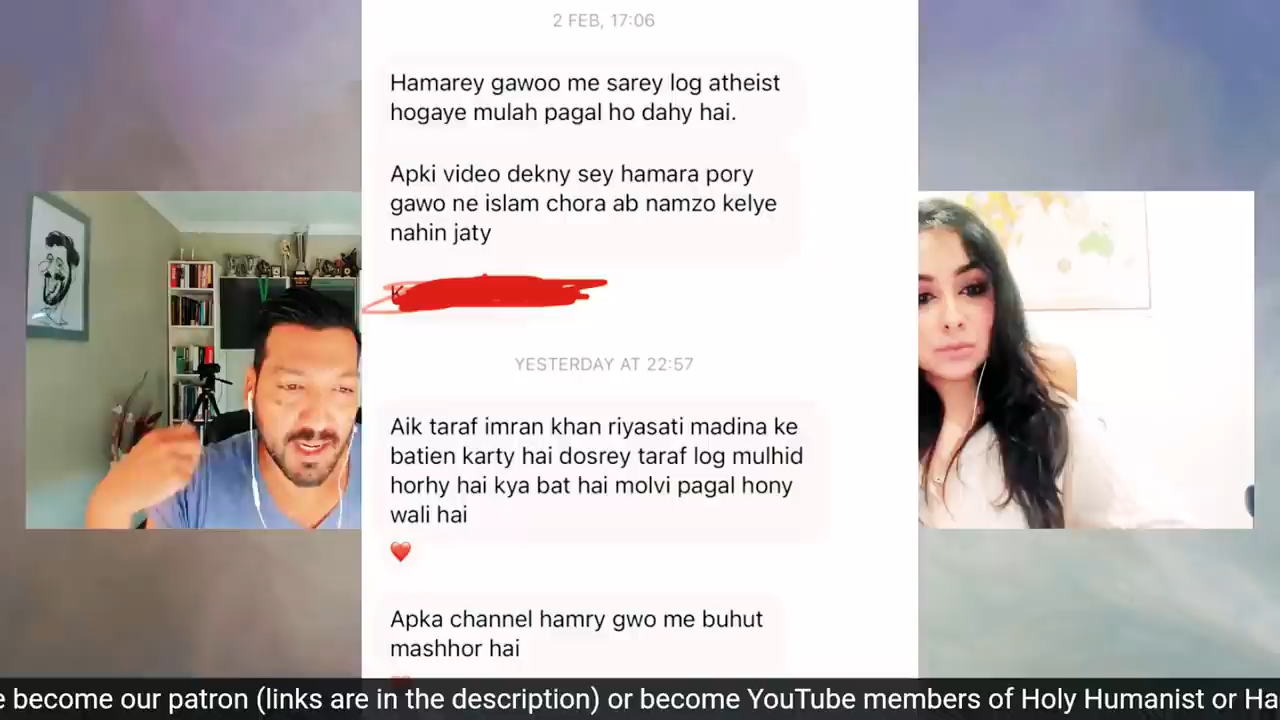 2 FEB, 17:06
Hamarey gawoo me sarey log atheist
hogaye mulah pagal ho dahy hai.
Apki video dekny sey hamara pory
gawo ne islam chora ab namzo kelye
nahin jaty
YESTERDAY AT 22:57
Aik taraf imran khan riyasati madina ke
batien karty hai dosrey taraf log mulhid
horhy hai kya bat hai molvi pagal hony
wali hai
Apka channel hamry gwo me buhut
mashhor hai
e become our patron (links are in the description) or become YouTube members of Holy Humanist or Ha